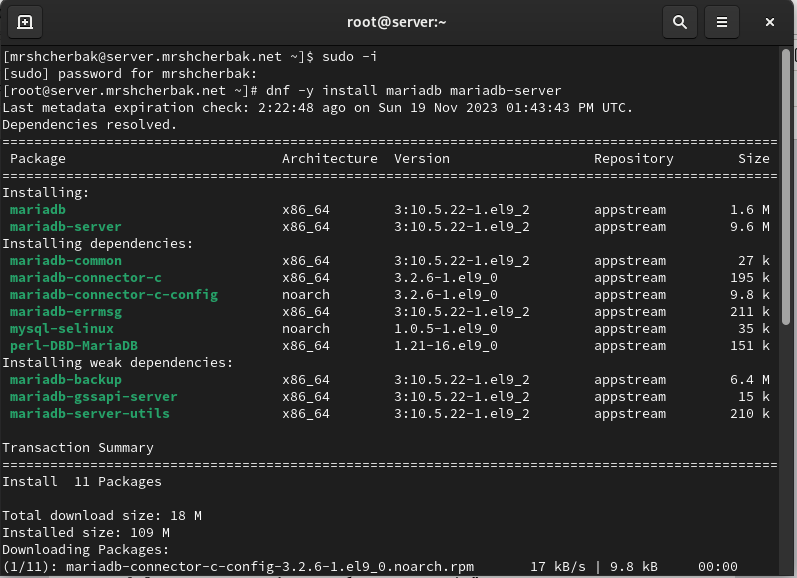 root@server:~
[mrshcherbak@server.mrshcherbak.net ~]$ sudo -i
[sudo] password for mrshcherbak:
[root@server.mrshcherbak.net ~]# dnf -y install mariadb mariadb-server
Last metadata expiration check: 2:22:48 ago on Sun 19 Nov 2023 01:43:43 PM UTC.
Dependencies resolved.
================================================================================
Package Architecture Version Repository Size
================================================================================
Installing:
mariadb x86_64 3:10.5.22-1.el9_2 appstream 1.6 M
mariadb-server x86_64 3:10.5.22-1.el9_2 appstream 9.6 M
Installing dependencies:
mariadb-common x86_64 3:10.5.22-1.el9_2 appstream 27 k
mariadb-connector-c x86_64 3.2.6-1.el9_0 appstream 195 k
mariadb-connector-c-config noarch 3.2.6-1.el9_0 appstream 9.8 k
mariadb-errmsg x86_64 3:10.5.22-1.el9_2 appstream 211 k
mysql-selinux noarch 1.0.5-1.el9_0 appstream 35 k
perl-DBD-MariaDB x86_64 1.21-16.el9_0 appstream 151 k
Installing weak dependencies:
mariadb-backup x86_64 3:10.5.22-1.el9_2 appstream 6.4 M
mariadb-gssapi-server x86_64 3:10.5.22-1.el9_2 appstream 15 k
mariadb-server-utils x86_64 3:10.5.22-1.el9_2 appstream 210 k
Transaction Summary
================================================================================
Install 11 Packages
Total download size: 18 M
Installed size: 109 M
Downloading Packages:
(1/11): mariadb-connector-c-config-3.2.6-1.el9_0.noarch.rpm 17 kB/s | 9.8 kB 00:00